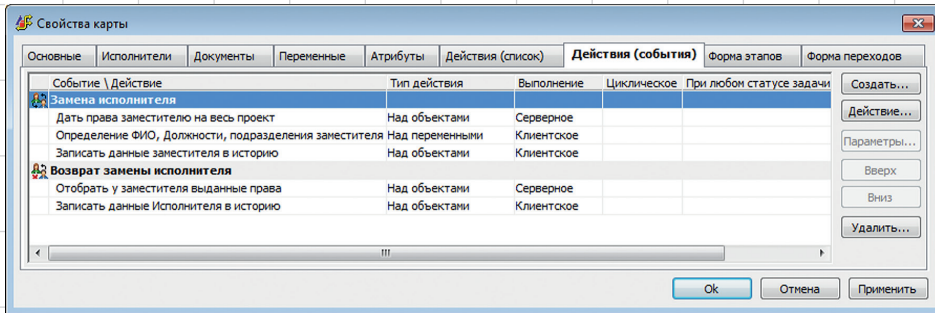 Свойства карты
Основные Исполнители Документы Переменные Атрибуты Действия (список) Действия (события) Форма этапов Форма переходов
Событие \ Действие Тип действия Выполнение Циклическое При любом статусе задачи
Замена исполнителя
Дать права заместителю на весь проект Над объектами Серверное
Определение ФИО, Должности, подразделения заместителя Над переменными Клиентское
Записать данные заместителя в историю Над объектами Клиентское
Возврат замены исполнителя
Отобрать у заместителя выданные права Над объектами Серверное
Записать данные Исполнителя в историю Над объектами Клиентское
Создать...
Действие...
Параметры...
Вверх
Вниз
Удалить...
Ok Отмена Применить